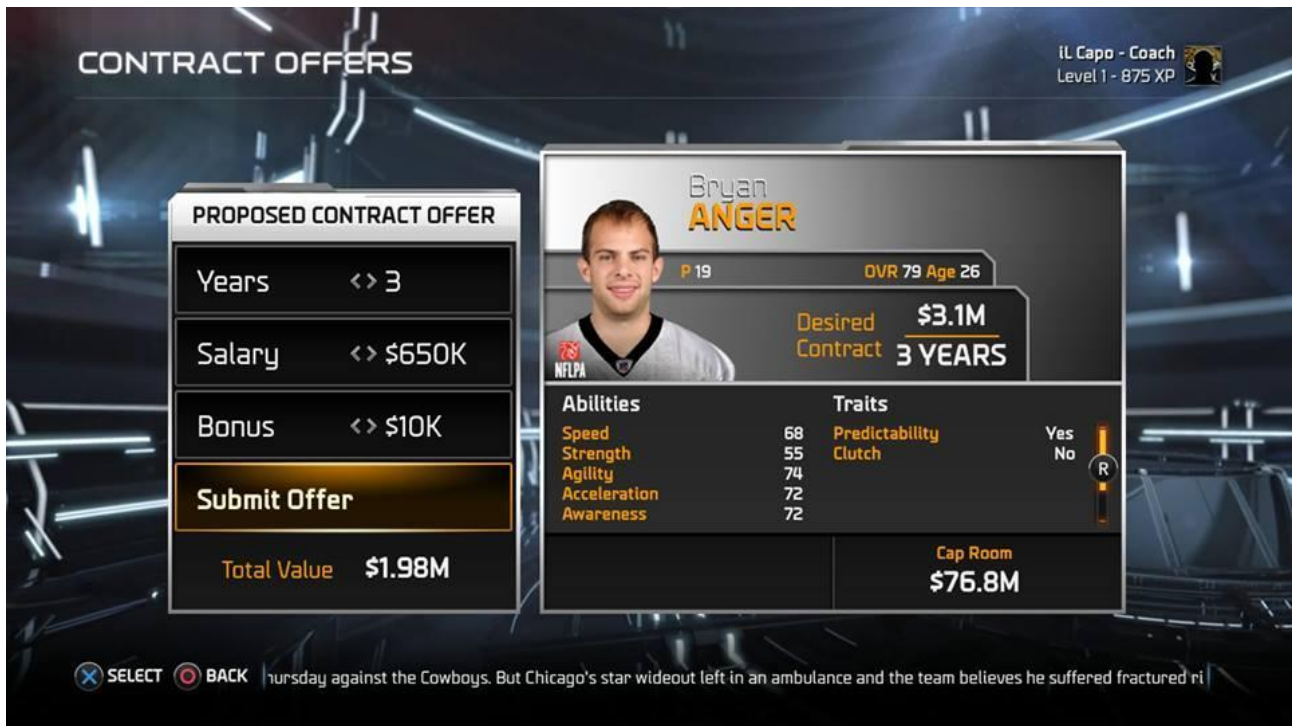 CONTRACT OFFERS
iL Capo - Coach
Level 1 - 875 XP
PROPOSED CONTRACT OFFER
Years <> 3
Salary <> $650K
Bonus <> $10K
Submit Offer
Total Value $1.98M
Bryan
ANGER
P 19 OVR 79 Age 26
Desired Contract $3.1M
3 YEARS
NFLPA
Abilities
Speed 68
Strength 55
Agility 74
Acceleration 72
Awareness 72
Traits
Predictability Yes
Clutch No
R
Cap Room
$76.8M
SELECT BACK hursday against the Cowboys. But Chicago's star wideout left in an ambulance and the team believes he suffered fractured ri